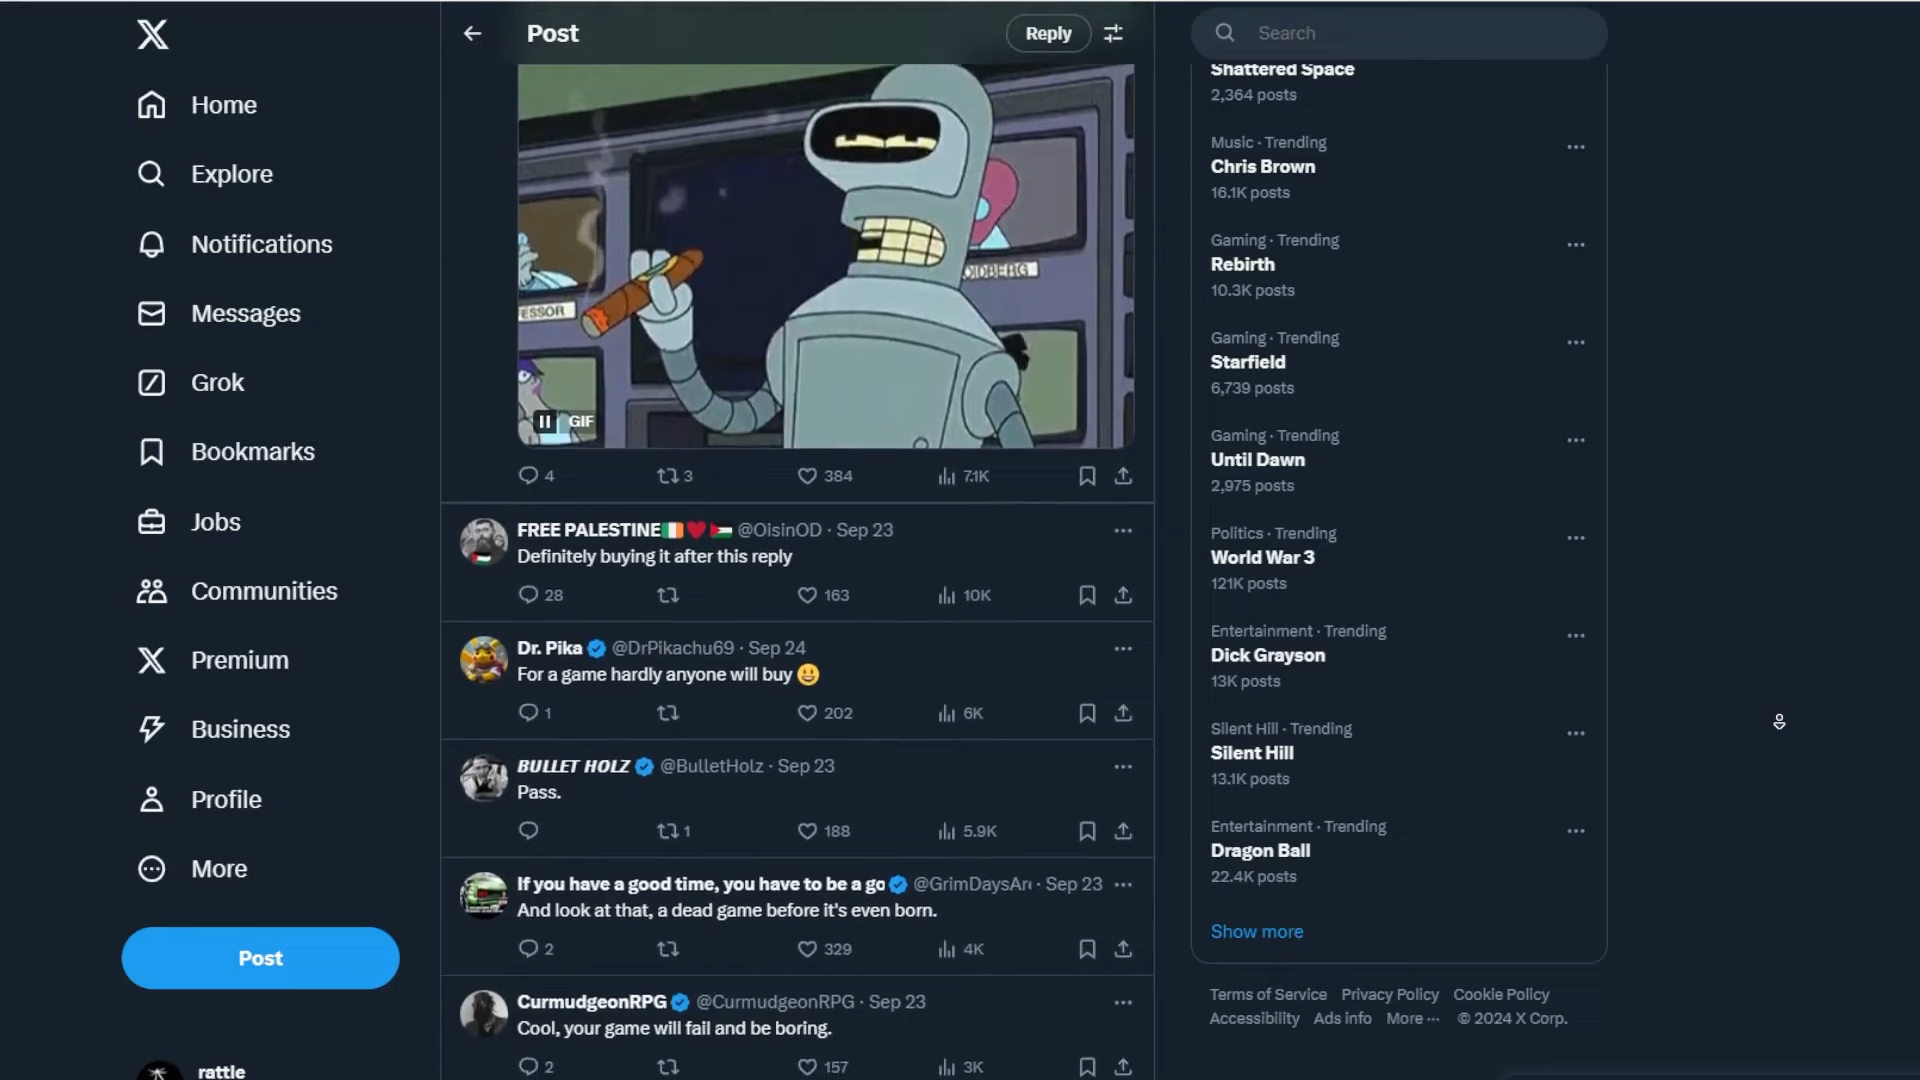 Home
Explore
Notifications
Messages
Grok
Bookmarks
Jobs
Communities
Premium
Business
Profile
More
Post
rattle
Post
Reply
ESSOR
OIDBERG
GIF
4 3 384 7.1K
FREE PALESTINE🇮🇪❤️🇵🇸 @OisinOD · Sep 23
Definitely buying it after this reply
28 163 10K
Dr. Pika @DrPikachu69 · Sep 24
For a game hardly anyone will buy 😀
1 202 6K
BULLET HOLZ @BulletHolz · Sep 23
Pass.
1 188 5.9K
If you have a good time, you have to be a go @GrimDaysAr · Sep 23
And look at that, a dead game before it's even born.
2 329 4K
CurmudgeonRPG @CurmudgeonRPG · Sep 23
Cool, your game will fail and be boring.
2 157 3K
Search
Shattered Space
2,364 posts
Music · Trending
Chris Brown
16.1K posts
Gaming · Trending
Rebirth
10.3K posts
Gaming · Trending
Starfield
6,739 posts
Gaming · Trending
Until Dawn
2,975 posts
Politics · Trending
World War 3
121K posts
Entertainment · Trending
Dick Grayson
13K posts
Silent Hill · Trending
Silent Hill
13.1K posts
Entertainment · Trending
Dragon Ball
22.4K posts
Show more
Terms of Service Privacy Policy Cookie Policy
Accessibility Ads info More ··· © 2024 X Corp.